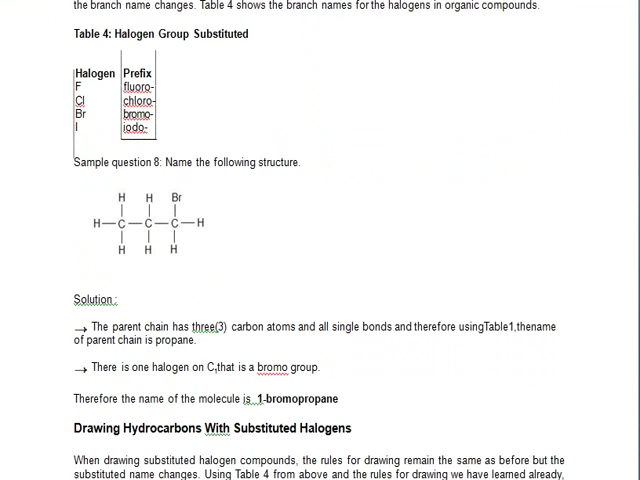 the branch name changes. Table 4 shows the branch names for the halogens in organic compounds.
Table 4: Halogen Group Substituted
Halogen Prefix
F fluoro-
Cl chloro-
Br bromo-
I iodo-
Sample question 8: Name the following structure.
H H Br
H—C—C—C—H
H H H
Solution :
→ The parent chain has three(3) carbon atoms and all single bonds and therefore usingTable1,thename
of parent chain is propane.
→ There is one halogen on C,that is a bromo group.
Therefore the name of the molecule is 1-bromopropane
Drawing Hydrocarbons With Substituted Halogens
When drawing substituted halogen compounds, the rules for drawing remain the same as before but the
substituted name changes. Using Table 4 from above and the rules for drawing we have learned already,